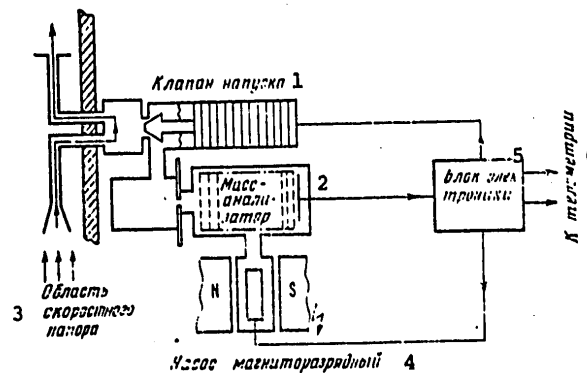 Клапан напуска 1
5
Масс-
анали-
затор
2
блок элек
троники
К телеметрии
N
S
3 Область
скоростного
напора
Насос магниторазрядный 4